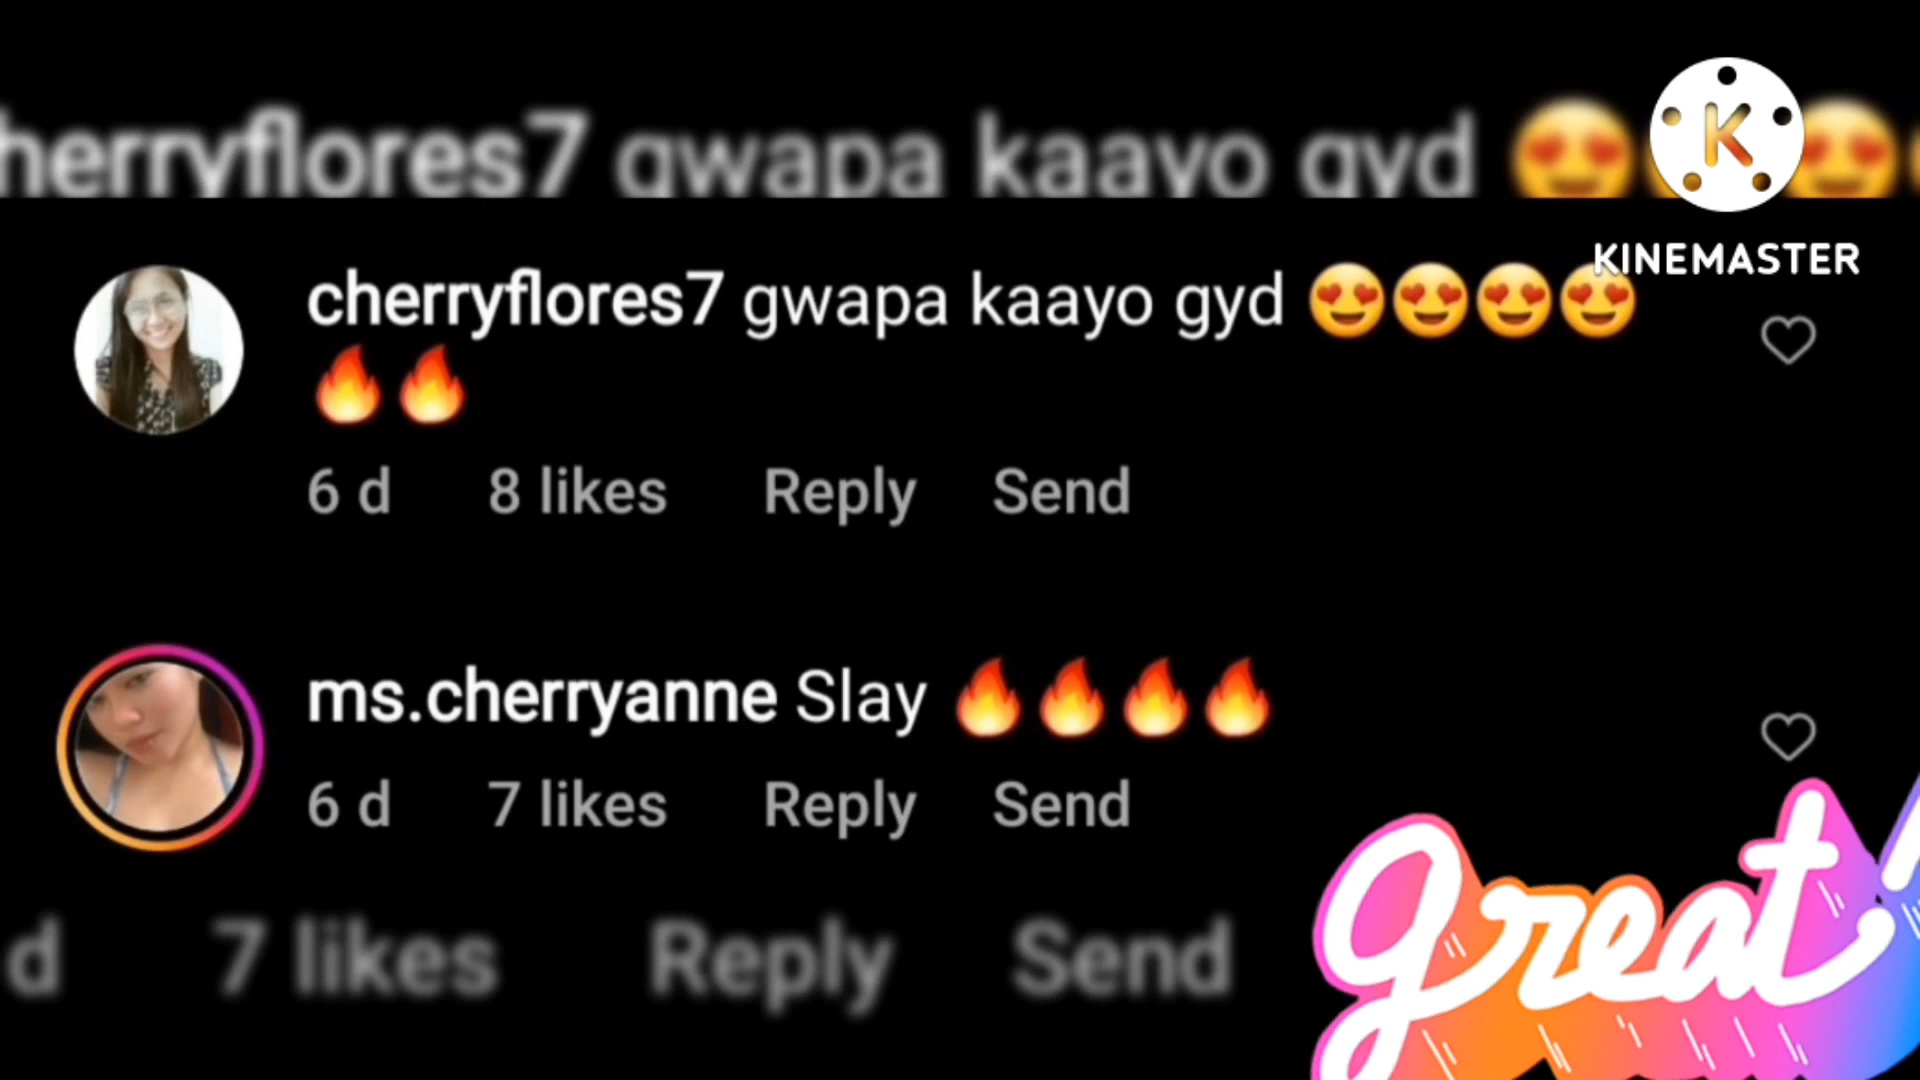 herryflores7 gwapa kaayo gyd 😍😍
K
KINEMASTER
cherryflores7 gwapa kaayo gyd 😍😍😍😍
🔥🔥
6 d 8 likes Reply Send
ms.cherryanne Slay 🔥🔥🔥🔥
6 d 7 likes Reply Send
d 7 likes Reply Send
great!